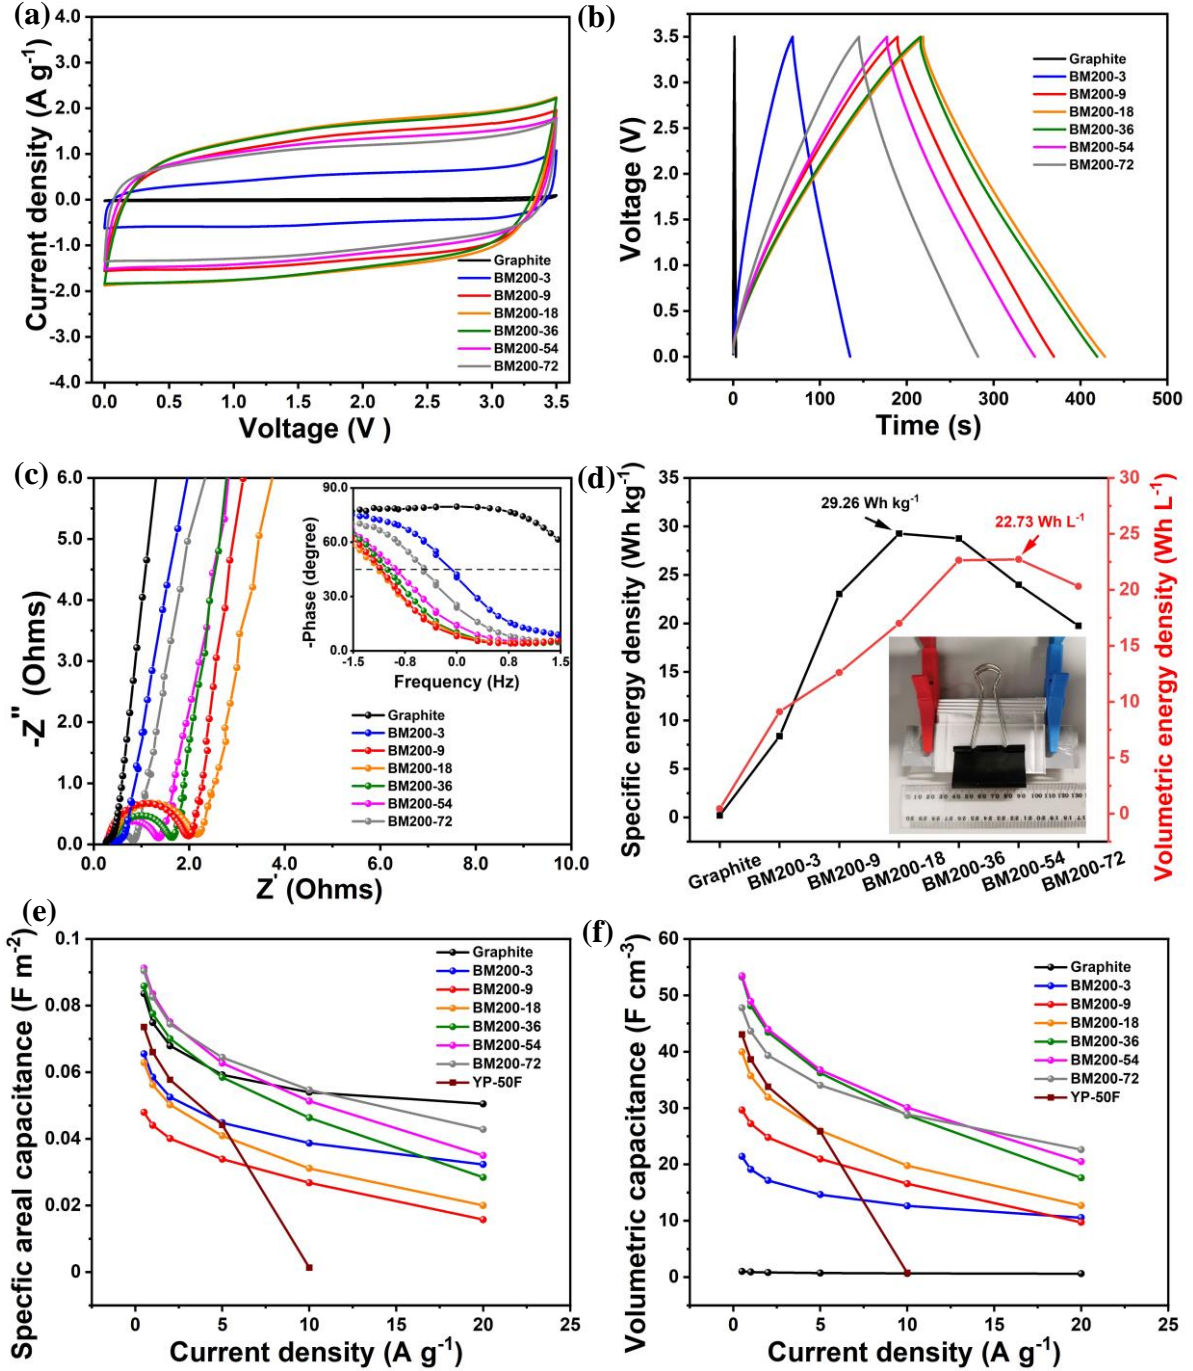 (a)
4.0
3.0
2.0
1.0
0.0
-1.0
-2.0
-3.0
-4.0
Current density (A g-1)
0.0 0.5 1.0 1.5 2.0 2.5 3.0 3.5
Voltage (V )
Graphite
BM200-3
BM200-9
BM200-18
BM200-36
BM200-54
BM200-72
(b)
3.5
3.0
2.5
2.0
1.5
1.0
0.5
0.0
Voltage (V)
0 100 200 300 400 500
Time (s)
Graphite
BM200-3
BM200-9
BM200-18
BM200-36
BM200-54
BM200-72
(c)
6.0
5.0
4.0
3.0
2.0
1.0
0.0
-Z'' (Ohms)
0.0 2.0 4.0 6.0 8.0 10.0
Z' (Ohms)
90.0
60.0
30.0
0.0
-Phase (degree)
-1.5 -0.8 0.0 0.8 1.5
Frequency (Hz)
Graphite
BM200-3
BM200-9
BM200-18
BM200-36
BM200-54
BM200-72
(d)
35
30
25
20
15
10
5
0
Specific energy density (Wh kg-1)
29.26 Wh kg-1
22.73 Wh L-1
30
25
20
15
10
5
0
Volumetric energy density (Wh L-1)
Graphite
BM200-3
BM200-9
BM200-18
BM200-36
BM200-54
BM200-72
(e)
0.1
0.08
0.06
0.04
0.02
0
Specfic areal capacitance (F m-2)
0 5 10 15 20 25
Current density (A g-1)
Graphite
BM200-3
BM200-9
BM200-18
BM200-36
BM200-54
BM200-72
YP-50F
(f)
60
50
40
30
20
10
0
Volumetric capacitance (F cm-3)
0 5 10 15 20 25
Current density (A g-1)
Graphite
BM200-3
BM200-9
BM200-18
BM200-36
BM200-54
BM200-72
YP-50F